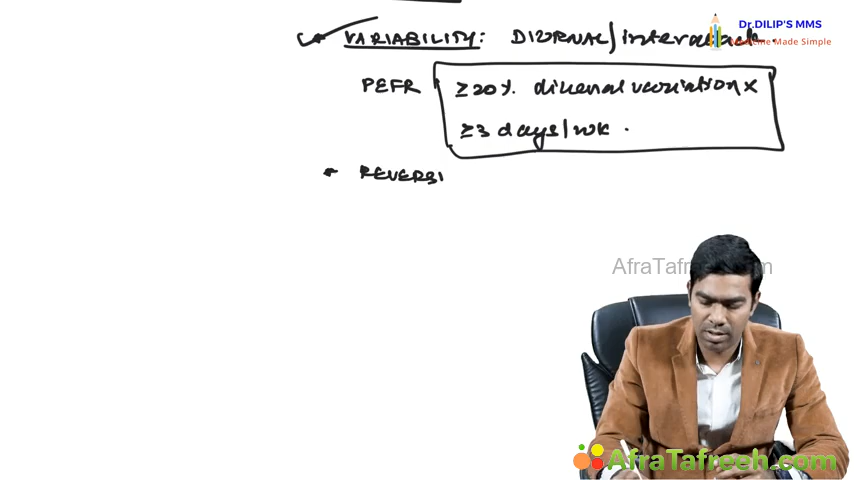 Dr.DILIP'S MMS
Medicine Made Simple
VARIABILITY: DIURNAL/interattack.
PEFR ≥20% diurnal variation x
≥3 days/wk.
REVERSI
AfraTafreeh.com
AfraTafreeh.com